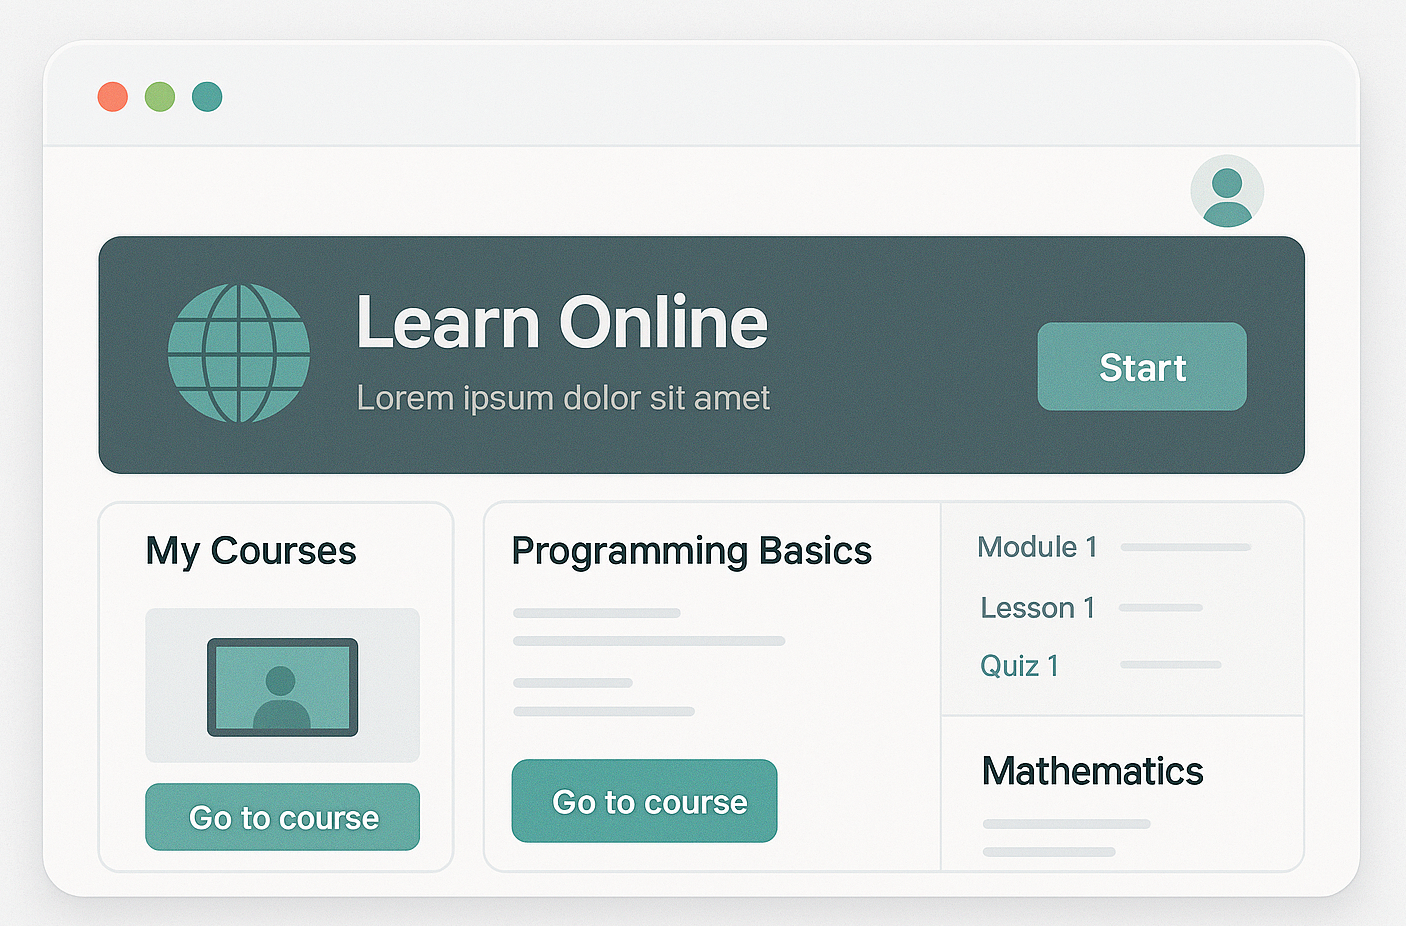 Learn Online
Lorem ipsum dolor sit amet
Start
My Courses
Go to course
Programming Basics
Go to course
Module 1
Lesson 1
Quiz 1
Mathematics